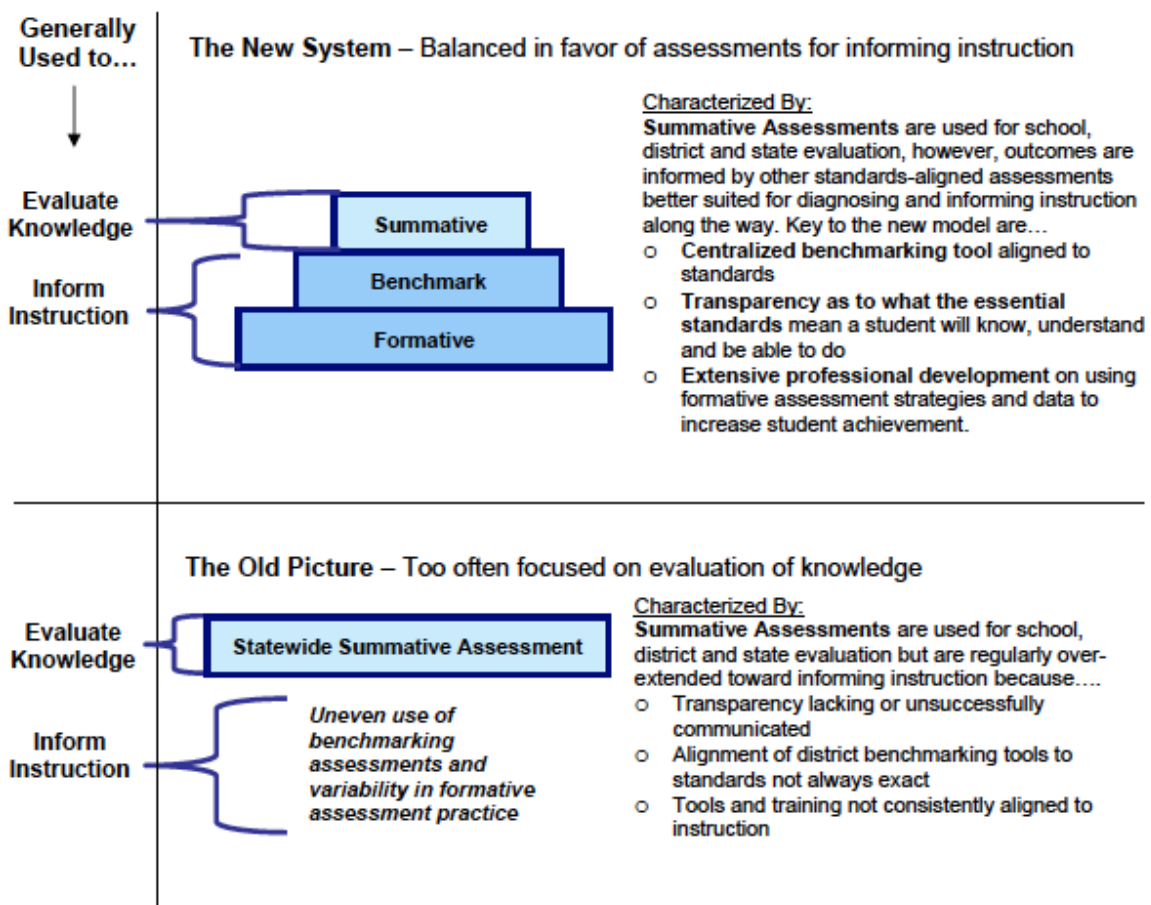 Generally
Used to…
The New System – Balanced in favor of assessments for informing instruction
Characterized By:
Summative Assessments are used for school,
district and state evaluation, however, outcomes are
informed by other standards-aligned assessments
better suited for diagnosing and informing instruction
along the way. Key to the new model are…
o Centralized benchmarking tool aligned to
standards
o Transparency as to what the essential
standards mean a student will know, understand
and be able to do
o Extensive professional development on using
formative assessment strategies and data to
increase student achievement.
Evaluate
Knowledge
Summative
Inform
Instruction
Benchmark
Formative
The Old Picture – Too often focused on evaluation of knowledge
Evaluate
Knowledge
Statewide Summative Assessment
Inform
Instruction
Uneven use of
benchmarking
assessments and
variability in formative
assessment practice
Characterized By:
Summative Assessments are used for school,
district and state evaluation but are regularly over-
extended toward informing instruction because….
o Transparency lacking or unsuccessfully
communicated
o Alignment of district benchmarking tools to
standards not always exact
o Tools and training not consistently aligned to
instruction